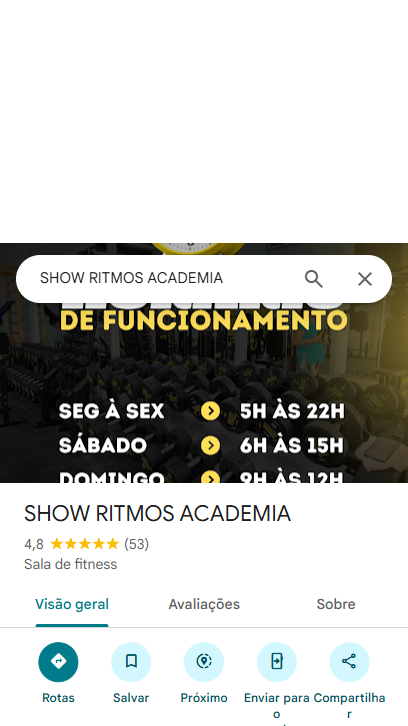 SHOW RITMOS ACADEMIA
DE FUNCIONAMENTO
SEG À SEX 5H ÀS 22H
SÁBADO 6H ÀS 15H
DOMINGO 9H ÀS 12H
SHOW RITMOS ACADEMIA
4,8 (53)
Sala de fitness
Visão geral Avaliações Sobre
Rotas Salvar Próximo Enviar para o Compartilhar